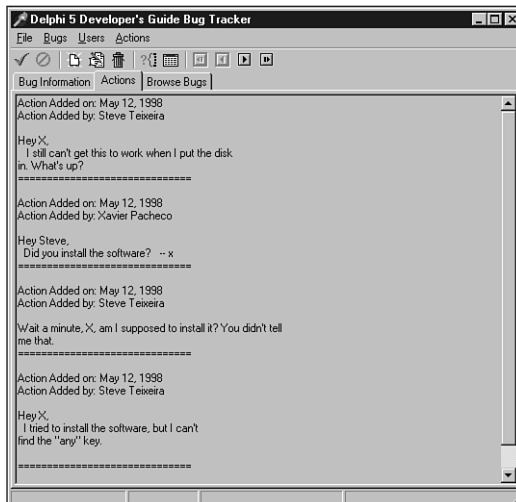 Delphi 5 Developer's Guide Bug Tracker
File Bugs Users Actions
Bug Information Actions Browse Bugs
Action Added on: May 12, 1998
Action Added by: Steve Teixeira
Hey X,
I still can't get this to work when I put the disk
in. What's up?
==============================
Action Added on: May 12, 1998
Action Added by: Xavier Pacheco
Hey Steve,
Did you install the software? -- x
==============================
Action Added on: May 12, 1998
Action Added by: Steve Teixeira
Wait a minute, X, am I supposed to install it? You didn't tell
me that.
==============================
Action Added on: May 12, 1998
Action Added by: Steve Teixeira
Hey X,
I tried to install the software, but I can't
find the "any" key.
==============================